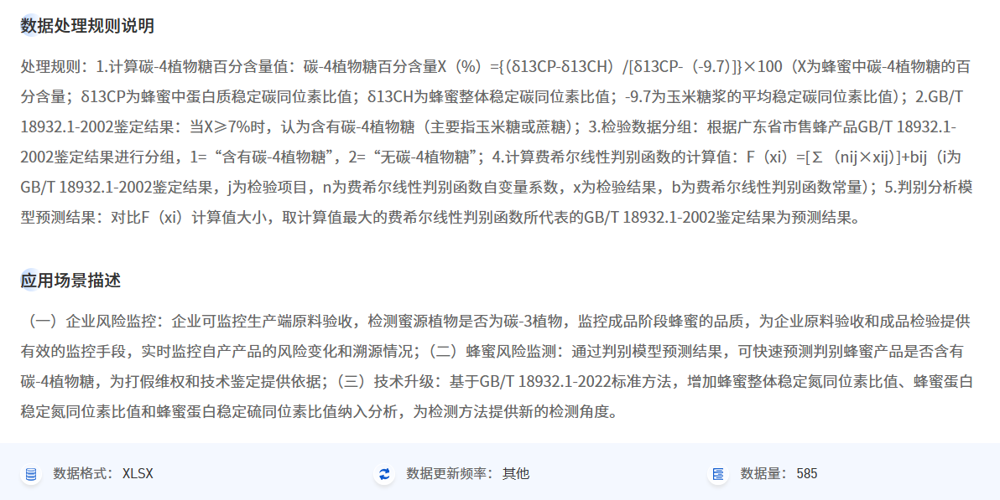 数据处理规则说明
处理规则：1.计算碳-4植物糖百分含量值：碳-4植物糖百分含量X（%）={（δ13CP-δ13CH）/[δ13CP-（-9.7）]}×100（X为蜂蜜中碳-4植物糖的百
分含量；δ13CP为蜂蜜中蛋白质稳定碳同位素比值；δ13CH为蜂蜜整体稳定碳同位素比值；-9.7为玉米糖浆的平均稳定碳同位素比值）；2.GB/T
18932.1-2002鉴定结果：当X≥7%时，认为含有碳-4植物糖（主要指玉米糖或蔗糖）；3.检验数据分组：根据广东省市售蜂产品GB/T 18932.1-
2002鉴定结果进行分组，1=“含有碳-4植物糖”，2=“无碳-4植物糖”；4.计算费希尔线性判别函数的计算值：F（xi）=[Σ（nij×xij）]+bij（i为
GB/T 18932.1-2002鉴定结果，j为检验项目，n为费希尔线性判别函数自变量系数，x为检验结果，b为费希尔线性判别函数常量）；5.判别分析模
型预测结果：对比F（xi）计算值大小，取计算值最大的费希尔线性判别函数所代表的GB/T 18932.1-2002鉴定结果为预测结果。
应用场景描述
（一）企业风险监控：企业可监控生产端原料验收，检测蜜源植物是否为碳-3植物，监控成品阶段蜂蜜的品质，为企业原料验收和成品检验提供
有效的监控手段，实时监控自产产品的风险变化和溯源情况；（二）蜂蜜风险监测：通过判别模型预测结果，可快速预测判别蜂蜜产品是否含有
碳-4植物糖，为打假维权和技术鉴定提供依据；（三）技术升级：基于GB/T 18932.1-2022标准方法，增加蜂蜜整体稳定氮同位素比值、蜂蜜蛋白
稳定氮同位素比值和蜂蜜蛋白稳定硫同位素比值纳入分析，为检测方法提供新的检测角度。
数据格式： XLSX 数据更新频率： 其他 数据量： 585